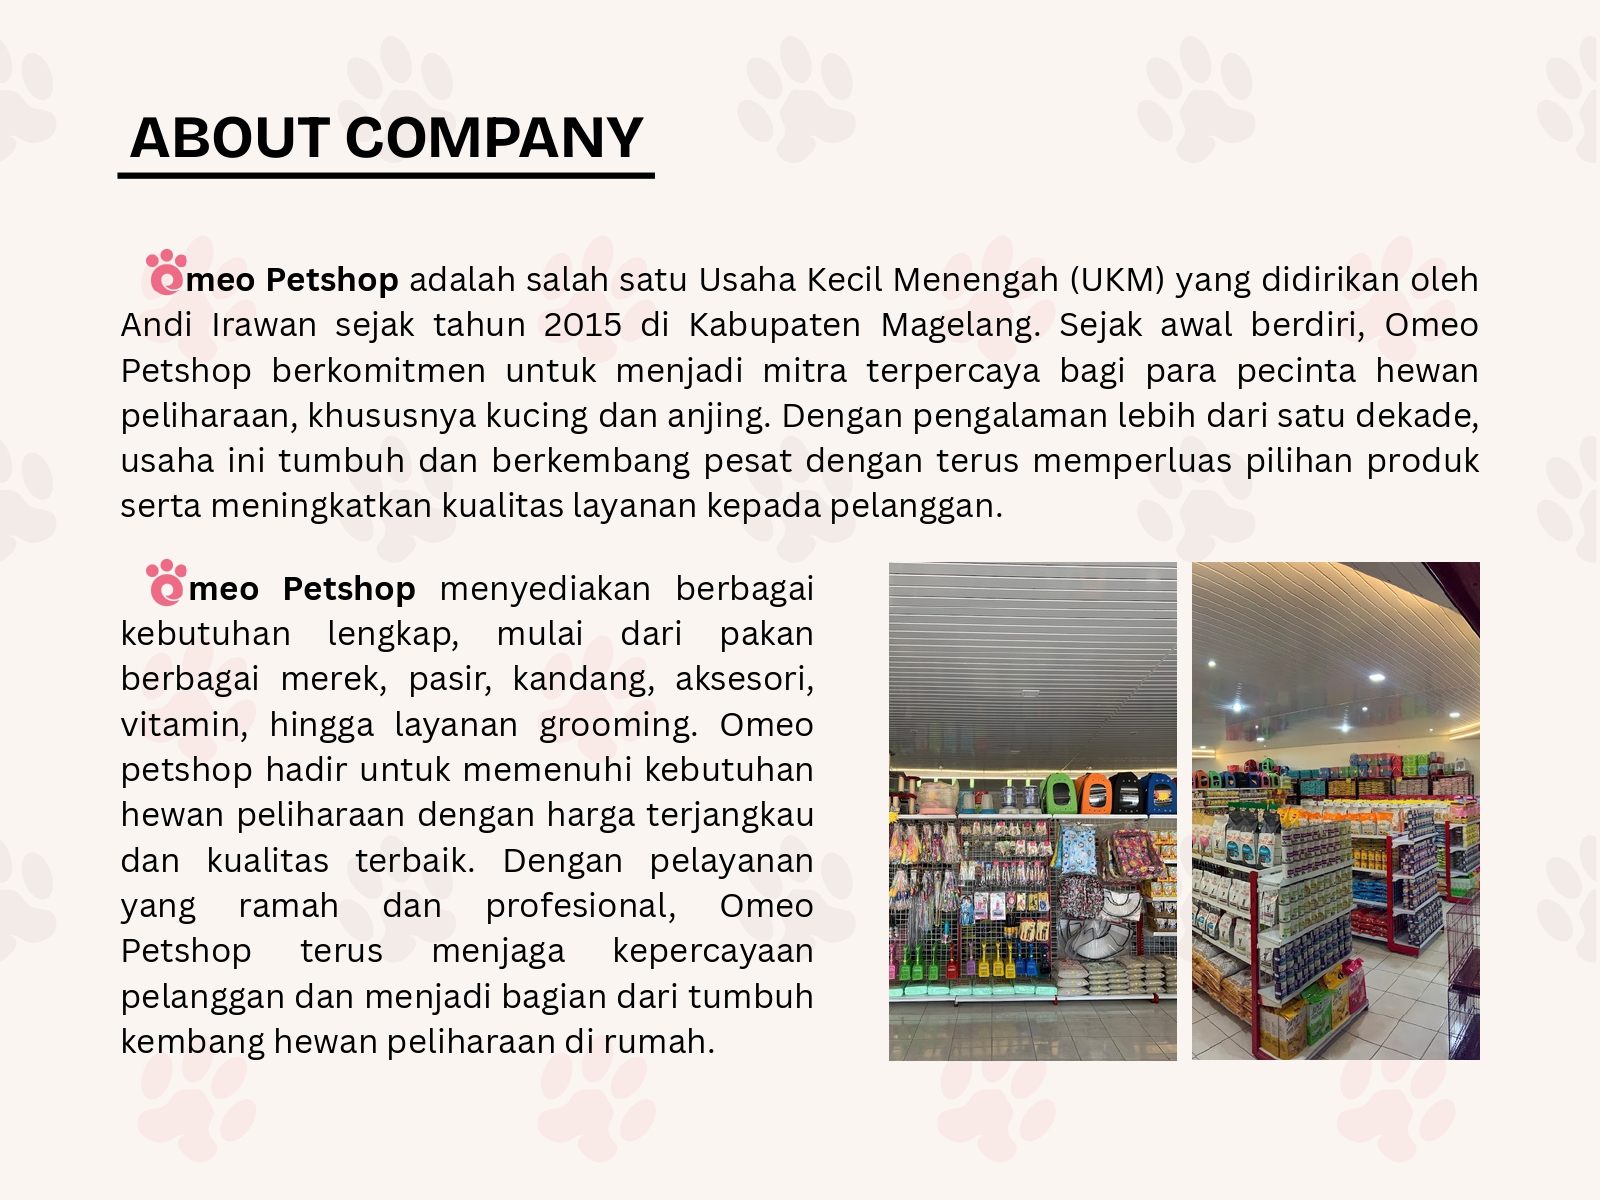 ABOUT COMPANY
Omeo Petshop adalah salah satu Usaha Kecil Menengah (UKM) yang didirikan oleh
Andi Irawan sejak tahun 2015 di Kabupaten Magelang. Sejak awal berdiri, Omeo
Petshop berkomitmen untuk menjadi mitra terpercaya bagi para pecinta hewan
peliharaan, khususnya kucing dan anjing. Dengan pengalaman lebih dari satu dekade,
usaha ini tumbuh dan berkembang pesat dengan terus memperluas pilihan produk
serta meningkatkan kualitas layanan kepada pelanggan.
Omeo Petshop menyediakan berbagai
kebutuhan lengkap, mulai dari pakan
berbagai merek, pasir, kandang, aksesori,
vitamin, hingga layanan grooming. Omeo
petshop hadir untuk memenuhi kebutuhan
hewan peliharaan dengan harga terjangkau
dan kualitas terbaik. Dengan pelayanan
yang ramah dan profesional, Omeo
Petshop terus menjaga kepercayaan
pelanggan dan menjadi bagian dari tumbuh
kembang hewan peliharaan di rumah.